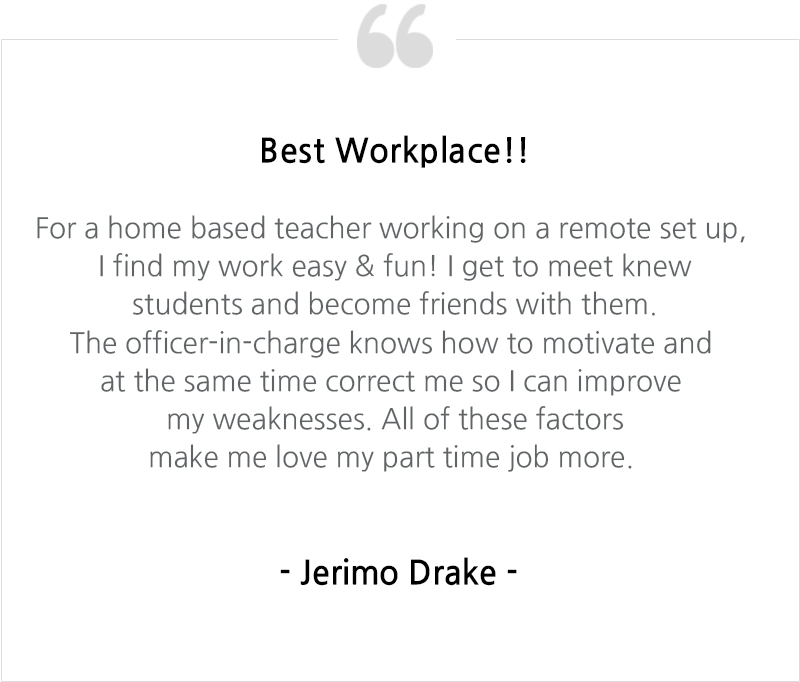 “
Best Workplace!!
For a home based teacher working on a remote set up,
I find my work easy & fun! I get to meet knew
students and become friends with them.
The officer-in-charge knows how to motivate and
at the same time correct me so I can improve
my weaknesses. All of these factors
make me love my part time job more.
- Jerimo Drake -